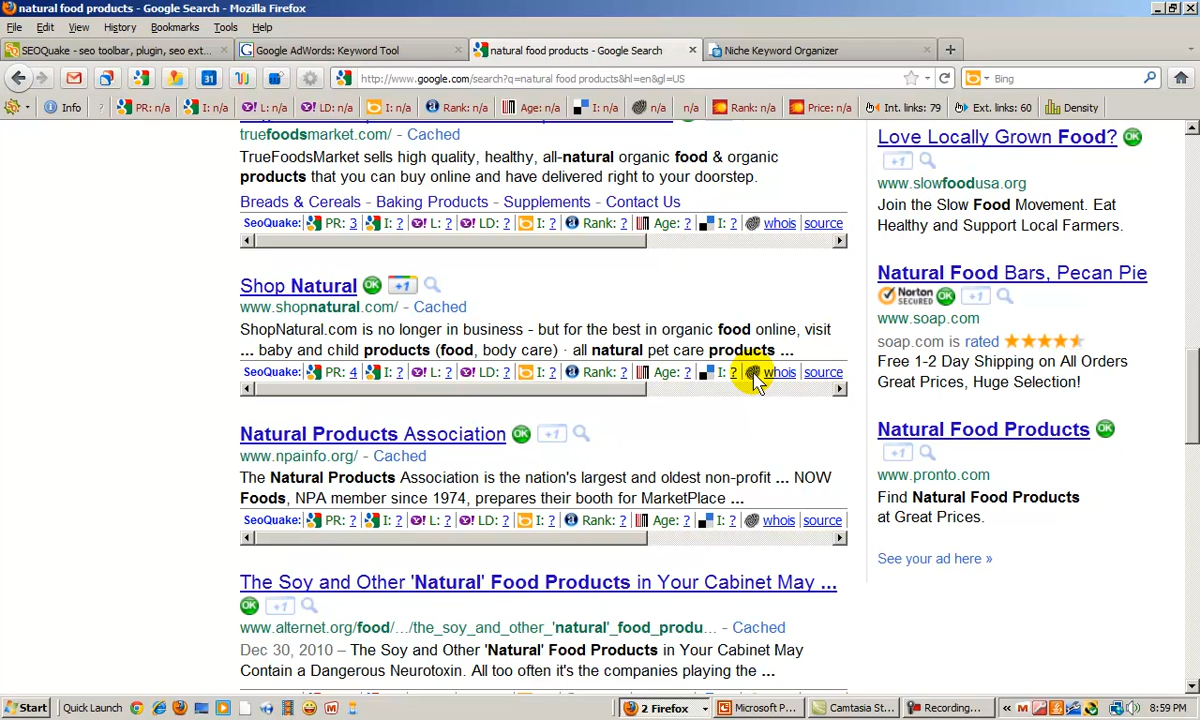 natural food products - Google Search - Mozilla Firefox
File Edit View History Bookmarks Tools Help
SEOQuake - seo toolbar, plugin, seo ext...
Google AdWords: Keyword Tool
natural food products - Google Search
Niche Keyword Organizer
http://www.google.com/search?q=natural food products&hl=en&gl=US
Bing
Info ? PR: n/a I: n/a L: n/a LD: n/a I: n/a Rank: n/a Age: n/a I: n/a n/a n/a Rank: n/a Price: n/a Int. links: 79 Ext. links: 60 Density
truefoodsmarket.com/ - Cached
TrueFoodsMarket sells high quality, healthy, all-natural organic food & organic
products that you can buy online and have delivered right to your doorstep.
Breads & Cereals - Baking Products - Supplements - Contact Us
SeoQuake: PR: 3 I: ? L: ? LD: ? I: ? Rank: ? Age: ? I: ? whois source
Shop Natural OK +1
www.shopnatural.com/ - Cached
ShopNatural.com is no longer in business - but for the best in organic food online, visit
... baby and child products (food, body care) · all natural pet care products ...
SeoQuake: PR: 4 I: ? L: ? LD: ? I: ? Rank: ? Age: ? I: ? whois source
Natural Products Association OK +1
www.npainfo.org/ - Cached
The Natural Products Association is the nation's largest and oldest non-profit ... NOW
Foods, NPA member since 1974, prepares their booth for MarketPlace ...
SeoQuake: PR: ? I: ? L: ? LD: ? I: ? Rank: ? Age: ? I: ? whois source
The Soy and Other 'Natural' Food Products in Your Cabinet May ...
OK +1
www.alternet.org/food/.../the_soy_and_other_'natural'_food_produ... - Cached
Dec 30, 2010 – The Soy and Other 'Natural' Food Products in Your Cabinet May
Contain a Dangerous Neurotoxin. All too often it's the companies playing the ...
Love Locally Grown Food? OK
+1
www.slowfoodusa.org
Join the Slow Food Movement. Eat
Healthy and Support Local Farmers.
Natural Food Bars, Pecan Pie
Norton SECURED OK +1
www.soap.com
soap.com is rated
Free 1-2 Day Shipping on All Orders
Great Prices, Huge Selection!
Natural Food Products OK
+1
www.pronto.com
Find Natural Food Products
at Great Prices.
See your ad here »
Start Quick Launch 2 Firefox Microsoft P... Camtasia St... Recording... 8:59 PM